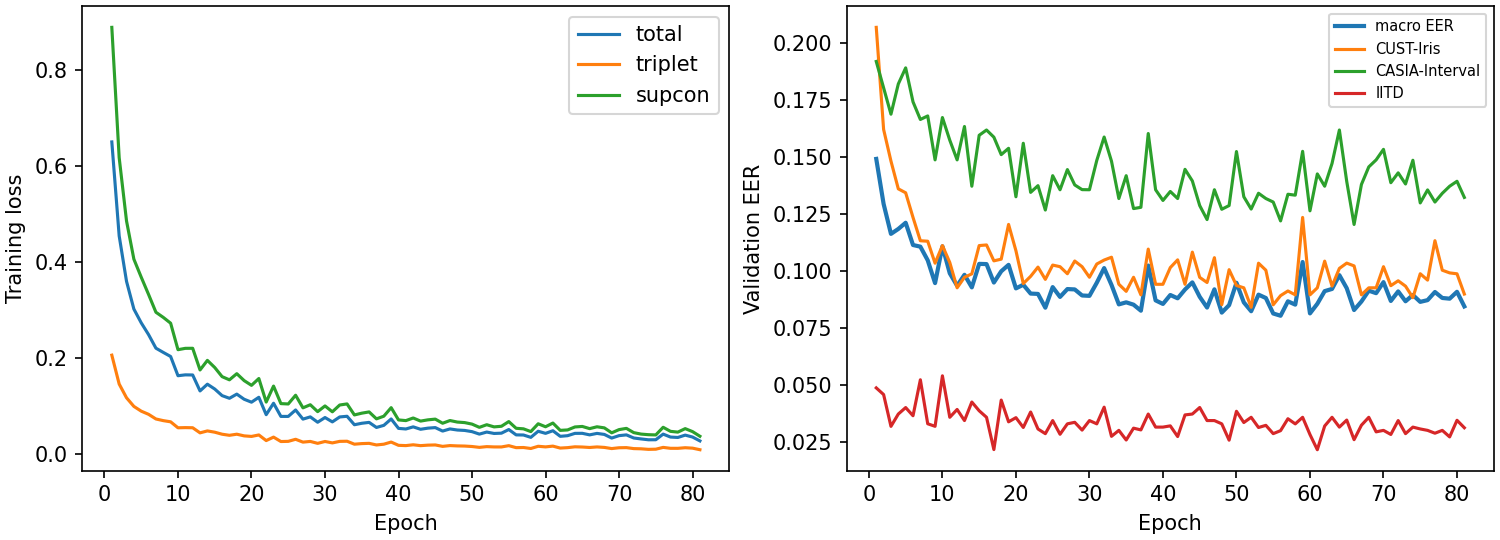 Training loss
0.0
0.2
0.4
0.6
0.8
0 10 20 30 40 50 60 70 80
Epoch
total
triplet
supcon
Validation EER
0.200
0.175
0.150
0.125
0.100
0.075
0.050
0.025
0 10 20 30 40 50 60 70 80
Epoch
macro EER
CUST-Iris
CASIA-Interval
IITD